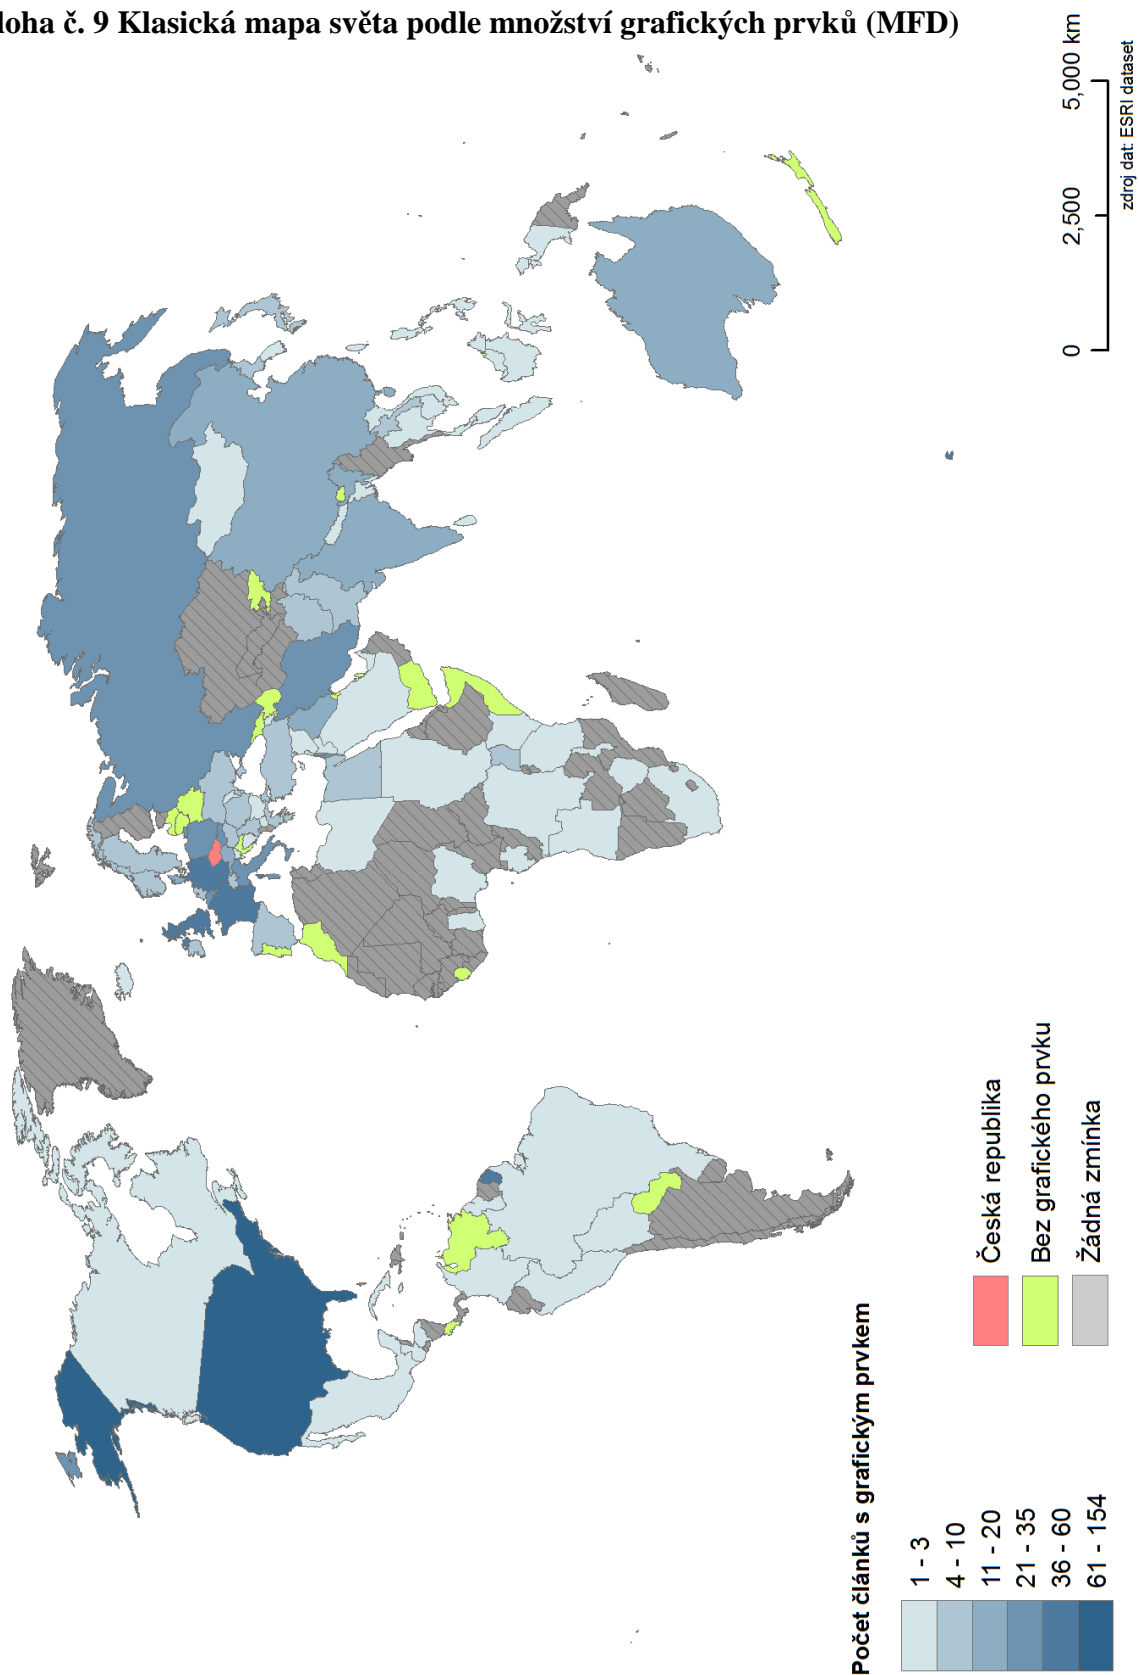 loha č. 9 Klasická mapa světa podle množství grafických prvků (MFD)
Počet článků s grafickým prvkem
1 - 3
4 - 10
11 - 20
21 - 35
36 - 60
61 - 154
Česká republika
Bez grafického prvku
Žádná zmínka
0 2,500 5,000 km
zdroj dat: ESRI dataset